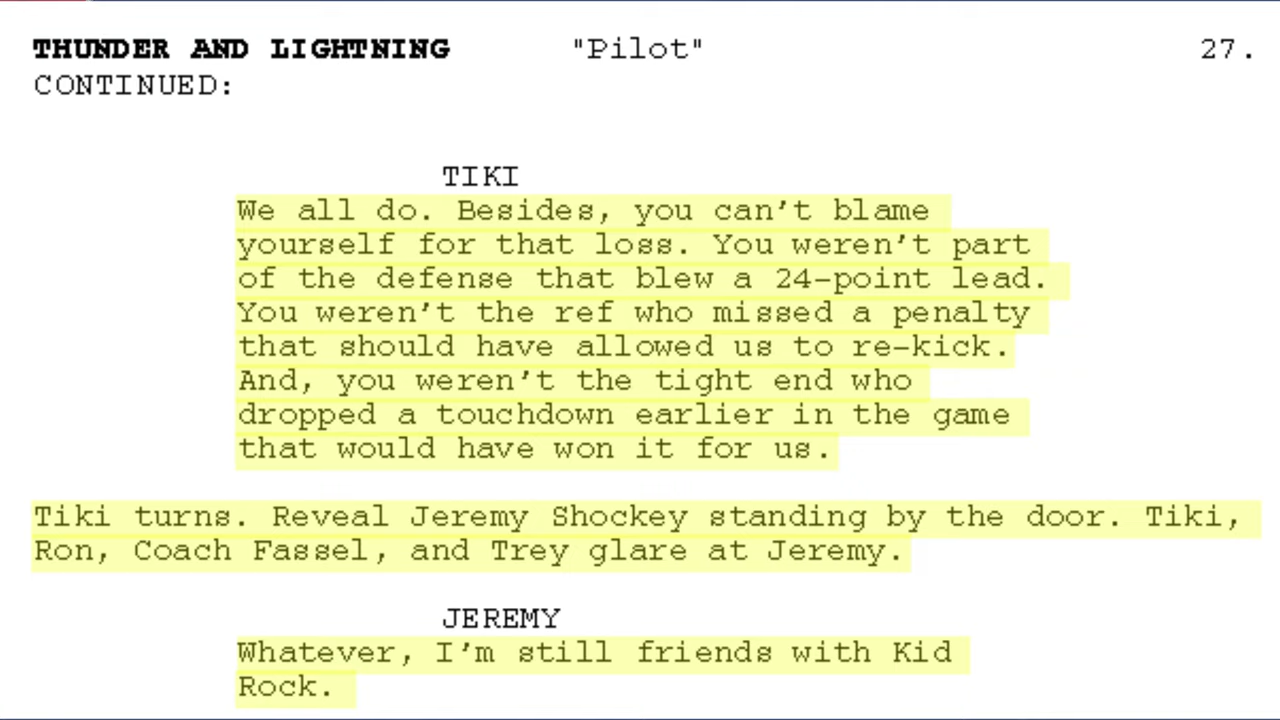 THUNDER AND LIGHTNING "Pilot" 27.
CONTINUED:
TIKI
We all do. Besides, you can't blame
yourself for that loss. You weren't part
of the defense that blew a 24-point lead.
You weren't the ref who missed a penalty
that should have allowed us to re-kick.
And, you weren't the tight end who
dropped a touchdown earlier in the game
that would have won it for us.
Tiki turns. Reveal Jeremy Shockey standing by the door. Tiki,
Ron, Coach Fassel, and Trey glare at Jeremy.
JEREMY
Whatever, I'm still friends with Kid
Rock.